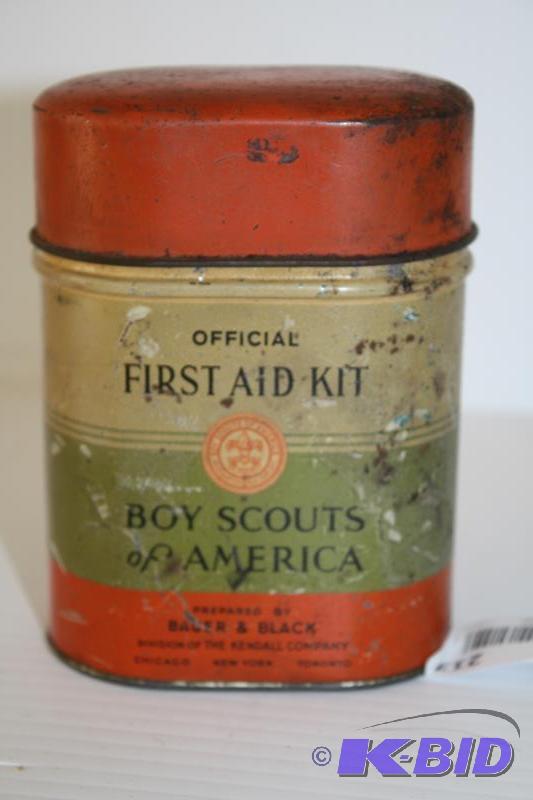 OFFICIAL
FIRST AID KIT
BOY SCOUTS
of AMERICA
PREPARED BY
BAUER & BLACK
DIVISION OF THE KENDALL COMPANY
CHICAGO NEW YORK TORONTO
© K-BID